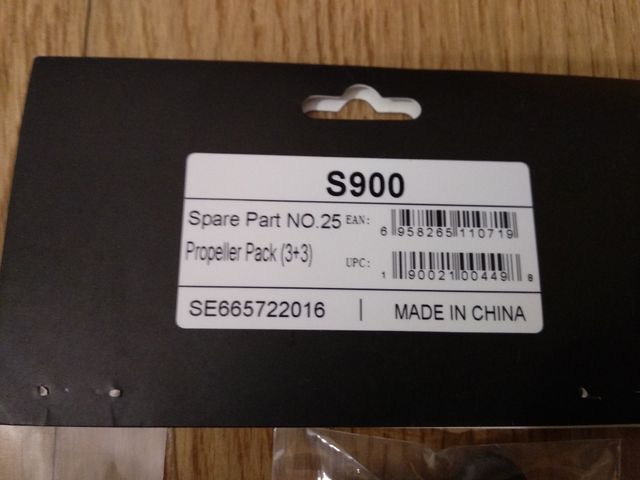 S900
Spare Part NO.25 EAN:
6 958265 110719
Propeller Pack (3+3)
UPC:
1 90021 00449 8
SE665722016 | MADE IN CHINA